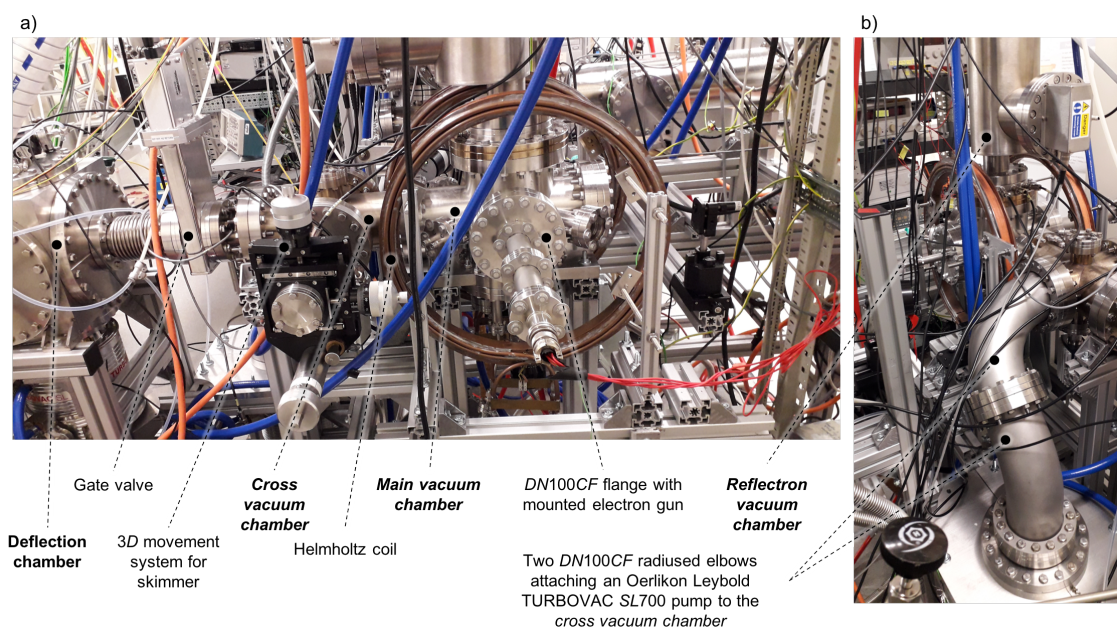 a)
b)
Gate valve
Deflection
chamber
3D movement
system for
skimmer
Cross
vacuum
chamber
Helmholtz coil
Main vacuum
chamber
DN100CF flange with
mounted electron gun
Reflectron
vacuum
chamber
Two DN100CF radiused elbows
attaching an Oerlikon Leybold
TURBOVAC SL700 pump to the
cross vacuum chamber